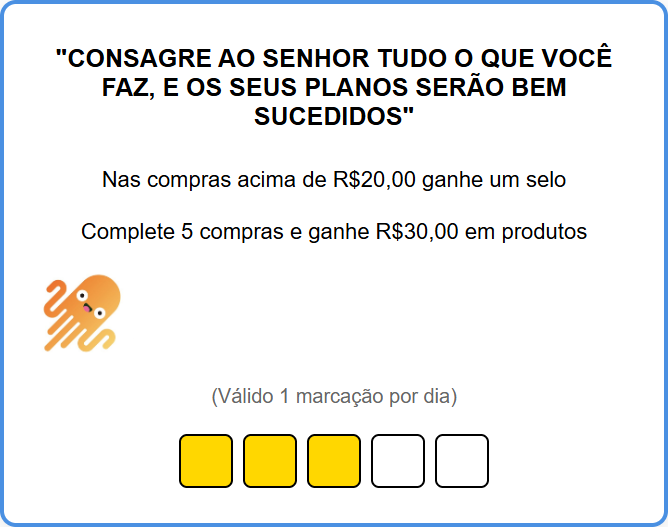 "CONSAGRE AO SENHOR TUDO O QUE VOCÊ
FAZ, E OS SEUS PLANOS SERÃO BEM
SUCEDIDOS"
Nas compras acima de R$20,00 ganhe um selo
Complete 5 compras e ganhe R$30,00 em produtos
(Válido 1 marcação por dia)